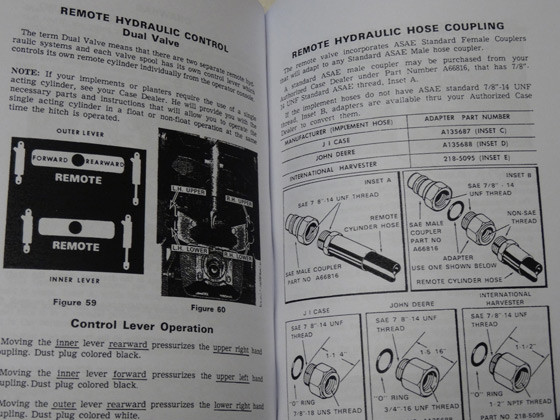 REMOTE HYDRAULIC CONTROL
Dual Valve
The term Dual Valve means that there are two separate remote hyd-
raulic systems and each valve spool has its own control lever which
controls its own remote cylinder individually from the operator
NOTE: If your implements or planters require the use of a single
acting cylinder, see your Case Dealer. He will provide you with the
necessary parts and instructions that will allow you to operate the
single acting cylinder in a float or non-float operation at the same
time the hitch is operated.
OUTER LEVER
FORWARD REARWARD
REMOTE
REMOTE
INNER LEVER
Figure 59
L.H. UPPER
R.H. UPPER
L.H. LOWER
R.H. LOWER
Figure 60
Control Lever Operation
Moving the inner lever rearward pressurizes the upper right hand
upling. Dust plug colored black.
Moving the inner lever forward pressurizes the upper left hand
upling. Dust plug colored black.
Moving the outer lever rearward pressurizes the lower right hand
upling. Dust plug colored white.
REMOTE HYDRAULIC HOSE COUPLING
The remote valve incorporates ASAE Standard Female Couplers
that will adapt to any Standard ASAE Male hose coupler.
A standard ASAE male coupler may be purchased from your
Authorized Case Dealer under Part Number A66816, that has 7/8"-
14 UNF Standard ASAE thread, Inset A.
If the implement hoses do not have ASAE standard 7/8"-14 UNF
thread, Inset B, adapters are available thru your Authorized Case
Dealer to convert them.
MANUFACTURER (IMPLEMENT HOSE) ADAPTER PART NUMBER
J I CASE A135687 (INSET C)
JOHN DEERE A135688 (INSET D)
INTERNATIONAL HARVESTER 218-5095 (INSET E)
INSET A
SAE 7 8"-14 UNF THREAD
REMOTE
CYLINDER HOSE
SAE MALE COUPLER
PART NO A66816
INSET B
SAE 7/8"- 14
UNF THREAD
NON-SAE
THREAD
SAE MALE
COUPLER
PART NO
A66816
ADAPTER
USE ONE SHOWN BELOW
REMOTE CYLINDER HOSE
J I CASE
SAE 7 8"-14 UNF
THREAD
1-1 4"
"O" RING
7/8"-18 UNS THREAD
JOHN DEERE
SAE 7 8"-14 UNF
THREAD
1-5 16"
"O" RING
3/4"-16 UNF THREAD
INTERNATIONAL
HARVESTER
SAE 7/8"-14 UNF
THREAD
1-1/2"
"O" RING
1-2" NPTF THREAD
PART NO 218-5095